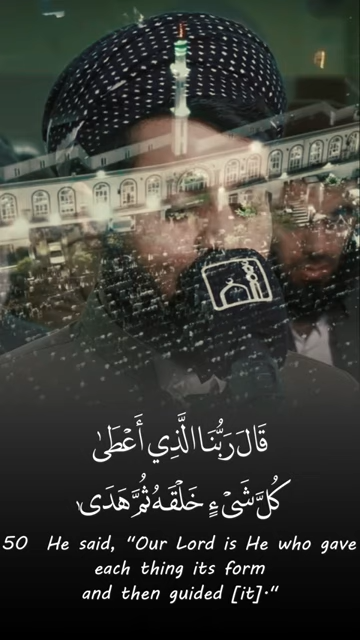 قَالَ رَبُّنَا الَّذِي أَعْطَىٰ
كُلَّ شَيْءٍ خَلْقَهُ ثُمَّ هَدَىٰ
50 He said, "Our Lord is He who gave
each thing its form
and then guided [it]."